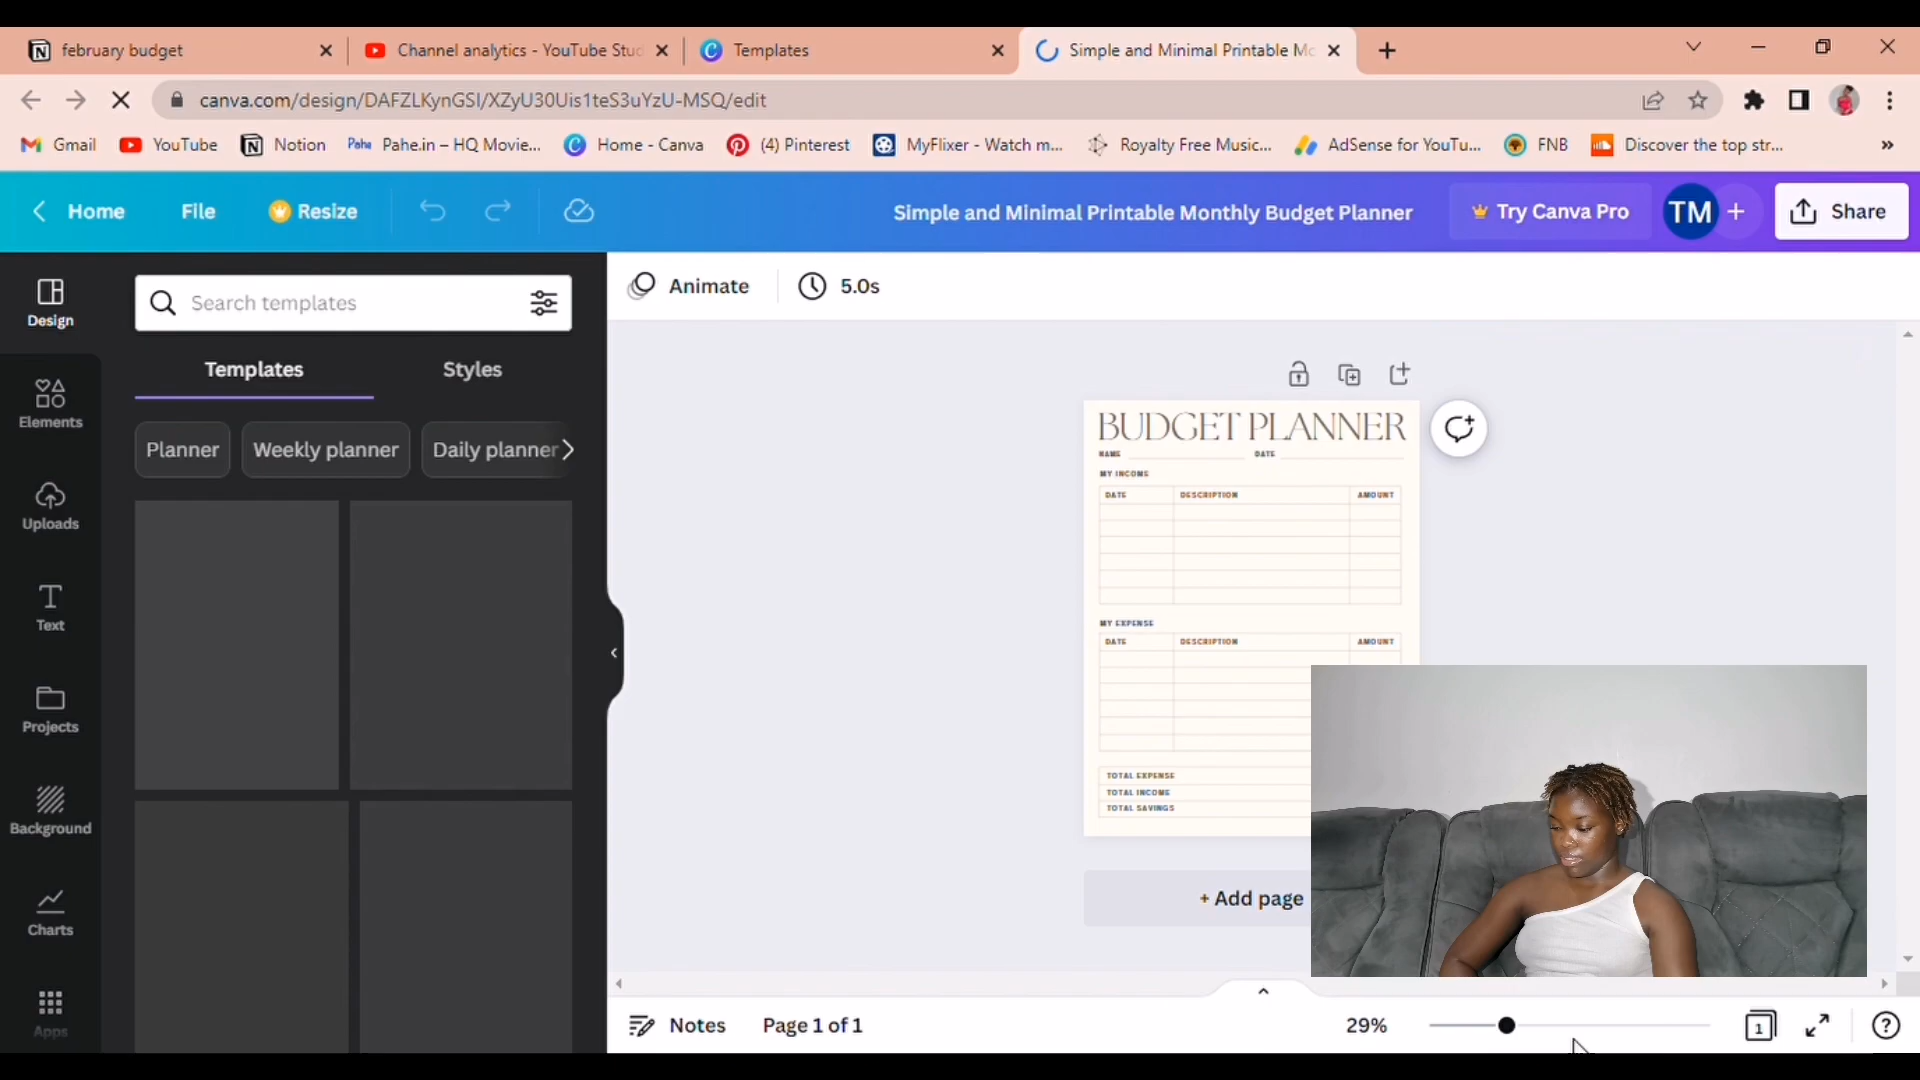 february budget
Channel analytics - YouTube Stu
Templates
Simple and Minimal Printable Mo
canva.com/design/DAFZLKynGSI/XZyU30Uis1teS3uYzU-MSQ/edit
Gmail
YouTube
Notion
Pahe Pahe.in – HQ Movie...
Home - Canva
(4) Pinterest
MyFlixer - Watch m...
Royalty Free Music...
AdSense for YouTu...
FNB
Discover the top str...
»
Home
File
Resize
Simple and Minimal Printable Monthly Budget Planner
Try Canva Pro
TM
+
Share
Design
Elements
Uploads
Text
Projects
Background
Charts
Apps
Search templates
Templates
Styles
Planner
Weekly planner
Daily planner
Animate
5.0s
BUDGET PLANNER
NAME
DATE
MY INCOME
DATE DESCRIPTION AMOUNT
MY EXPENSE
DATE DESCRIPTION AMOUNT
TOTAL EXPENSE
TOTAL INCOME
TOTAL SAVINGS
+ Add page
Notes
Page 1 of 1
29%
1
?